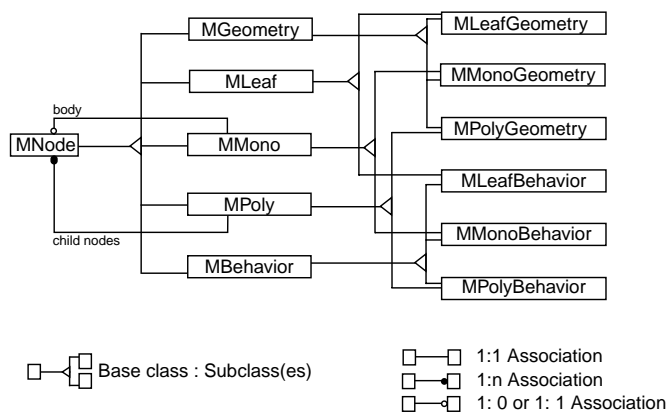 MGeometry
MLeafGeometry
MLeaf
MMonoGeometry
body
MNode
MMono
MPolyGeometry
MLeafBehavior
MPoly
MMonoBehavior
child nodes
MBehavior
MPolyBehavior
Base class : Subclass(es)
1:1 Association
1:n Association
1: 0 or 1: 1 Association